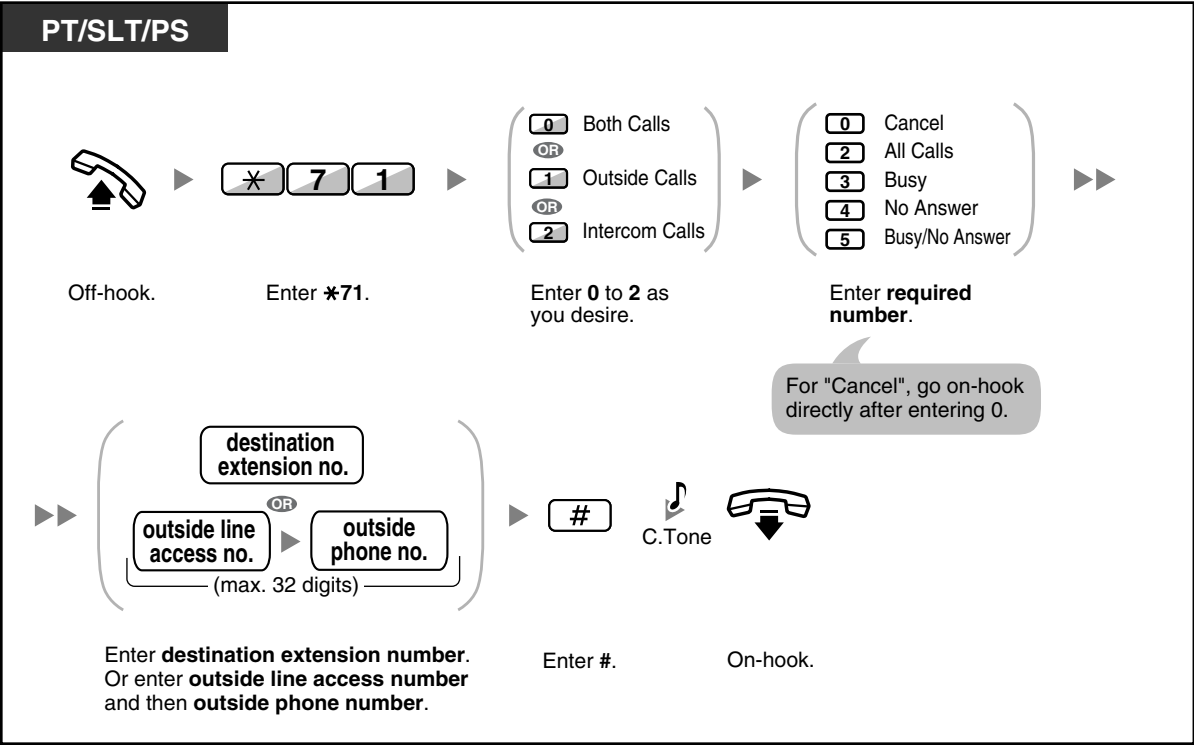 PT/SLT/PS
✳ 7 1
0 Both Calls
OR
1 Outside Calls
OR
2 Intercom Calls
0 Cancel
2 All Calls
3 Busy
4 No Answer
5 Busy/No Answer
Off-hook.
Enter ✳71.
Enter 0 to 2 as
you desire.
Enter required
number.
For "Cancel", go on-hook
directly after entering 0.
destination
extension no.
OR
outside line
access no.
outside
phone no.
(max. 32 digits)
#
C.Tone
Enter destination extension number.
Or enter outside line access number
and then outside phone number.
Enter #.
On-hook.